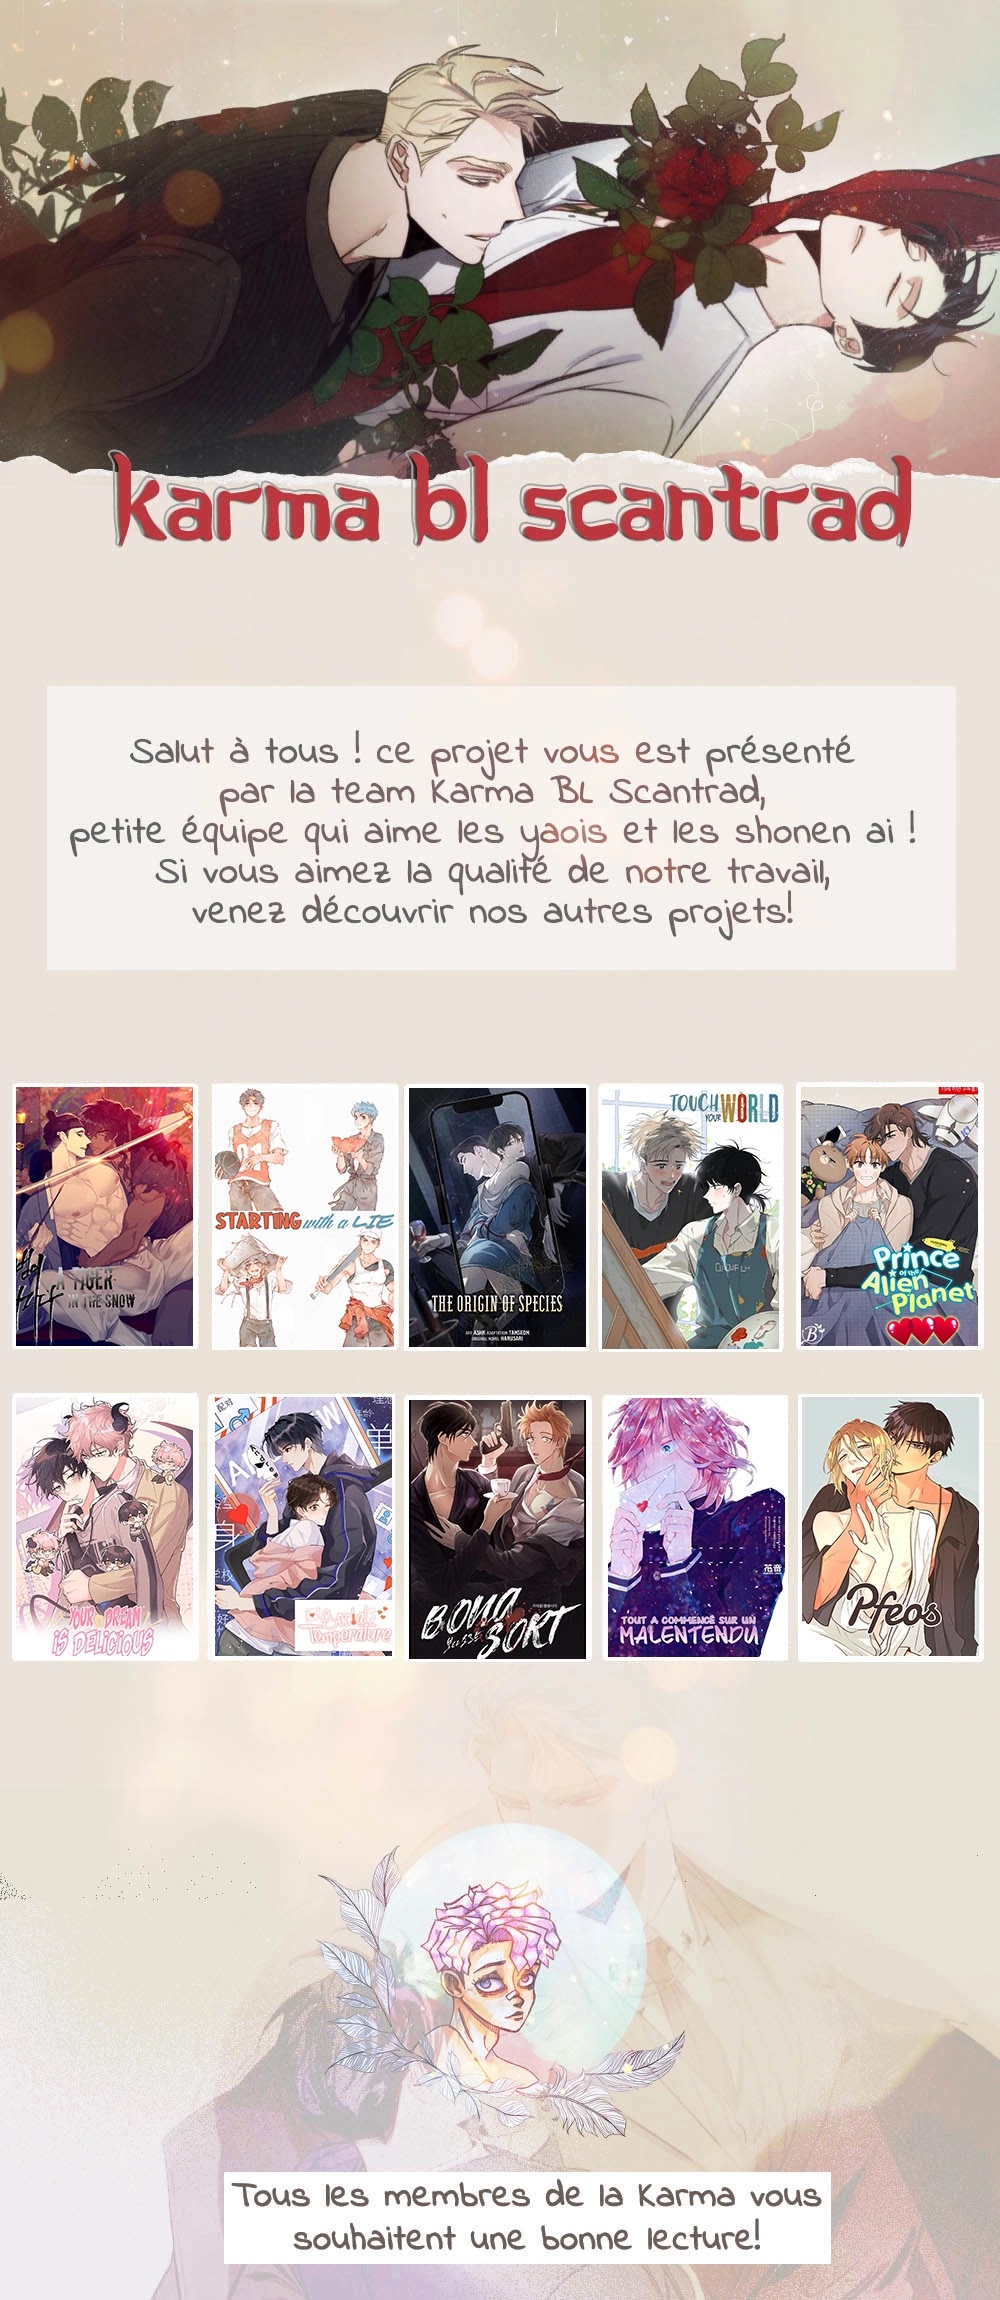 karma bl scantrad
Salut à tous ! ce projet vous est présenté
par la team Karma BL Scantrad,
petite équipe qui aime les yaois et les shonen ai !
Si vous aimez la qualité de notre travail,
venez découvrir nos autres projets!
A TIGER
IN THE SNOW
STARTING with a LIE
THE ORIGIN OF SPECIES
TOUCH
YOUR
WORLD
Prince
of the
Alien
Planet
YOUR DREAM
IS DELICIOUS
Social
Temperature
BOUA
SORT
花音
TOUT A COMMENCÉ SUR UN
MALENTENDU
Pfeos
Tous les membres de la Karma vous
souhaitent une bonne lecture!